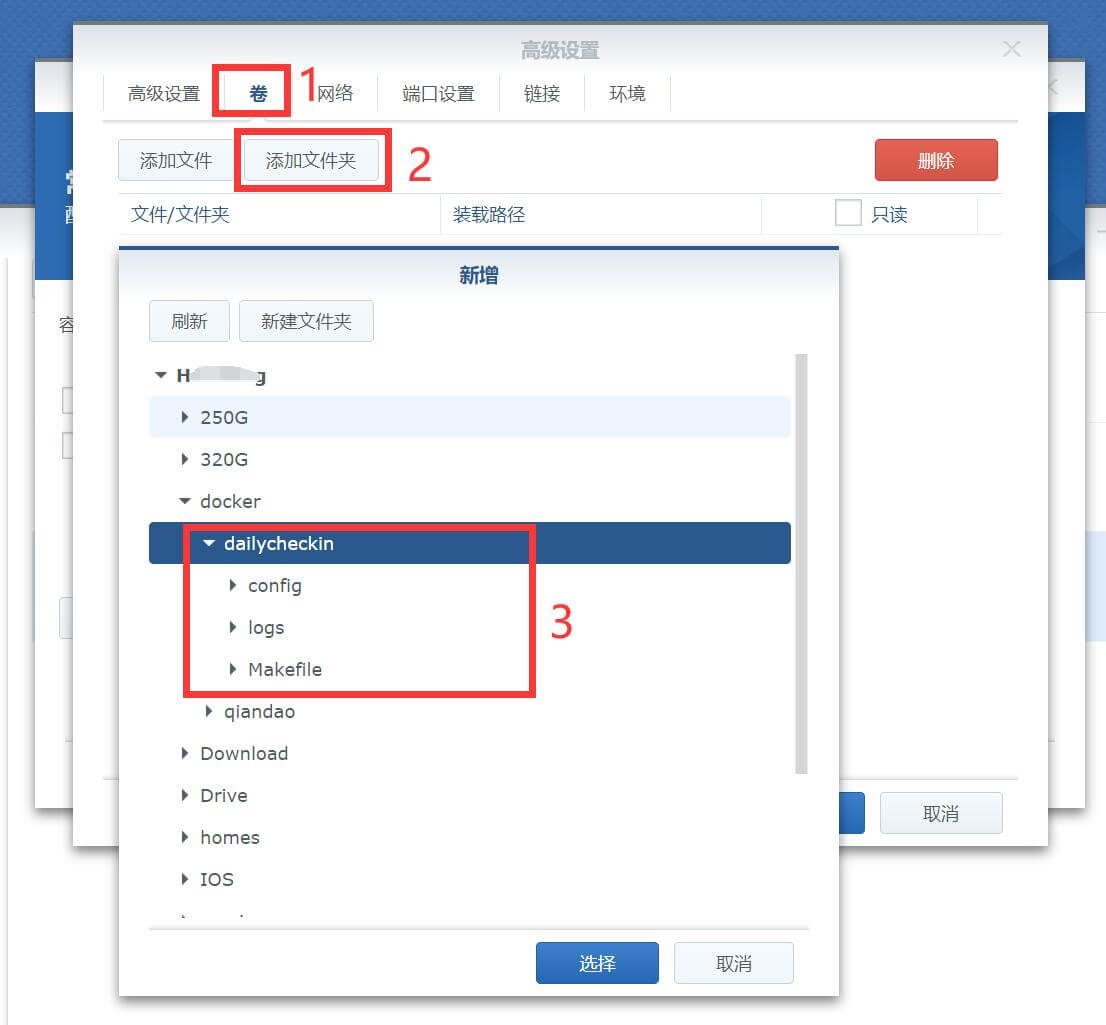 高级设置
高级设置 卷 1 网络 端口设置 链接 环境
添加文件 添加文件夹 2 删除
文件/文件夹 装载路径 只读
新增
刷新 新建文件夹
容
250G
320G
docker
dailycheckin
config
logs 3
Makefile
qiandao
Download
Drive
homes
IOS
取消
选择 取消